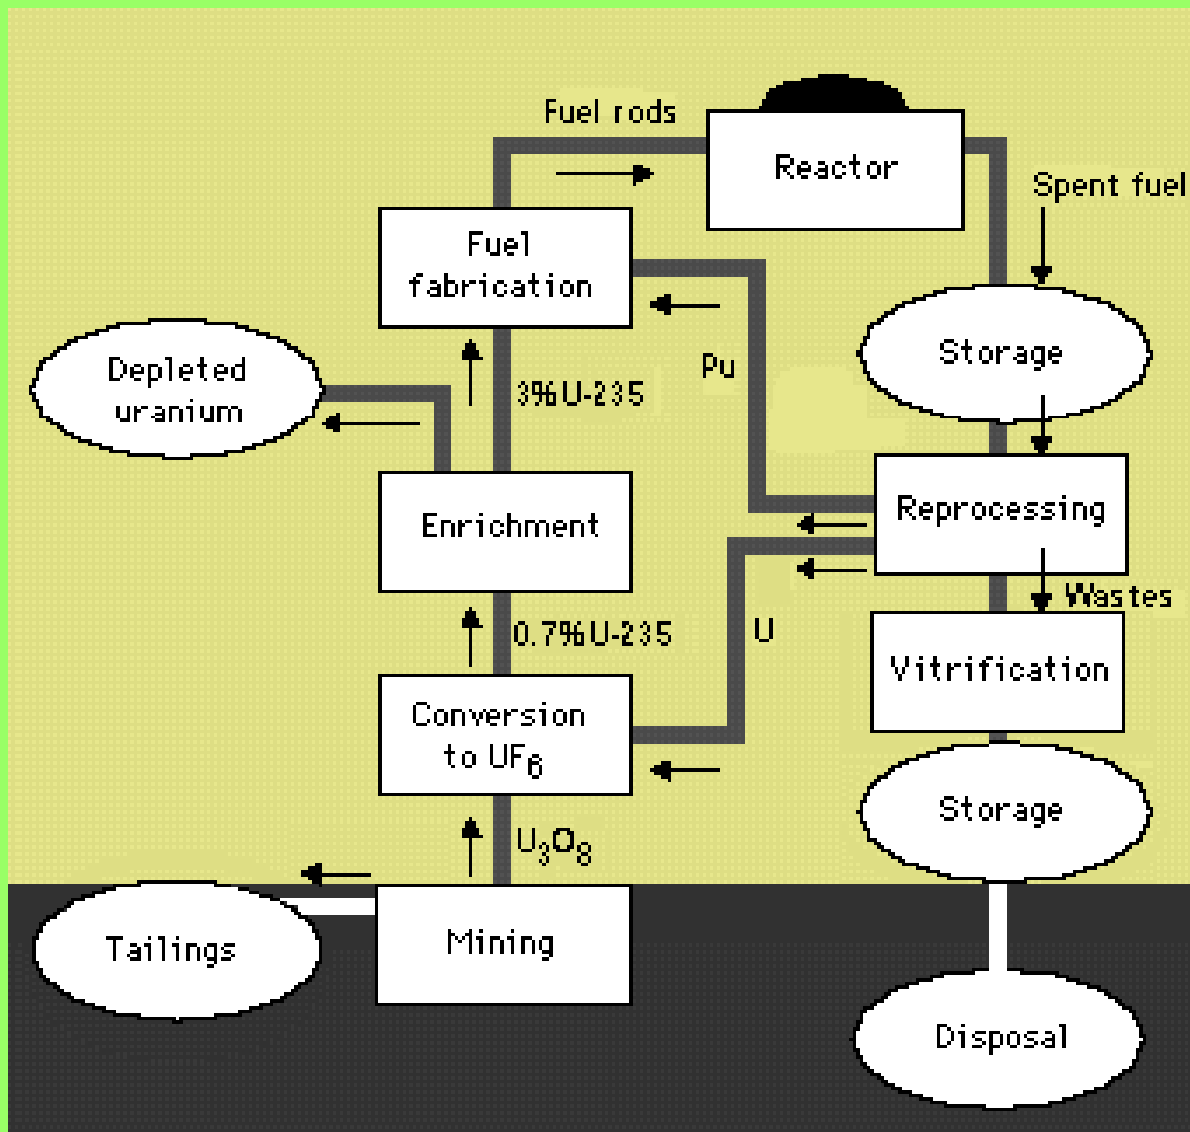 Fuel rods
Reactor
Spent fuel
Fuel
fabrication
Storage
Depleted
uranium
Pu
3%U-235
Enrichment
Reprocessing
Wastes
0.7%U-235
U
Vitrification
Conversion
to UF₆
Storage
U₃O₈
Tailings
Mining
Disposal